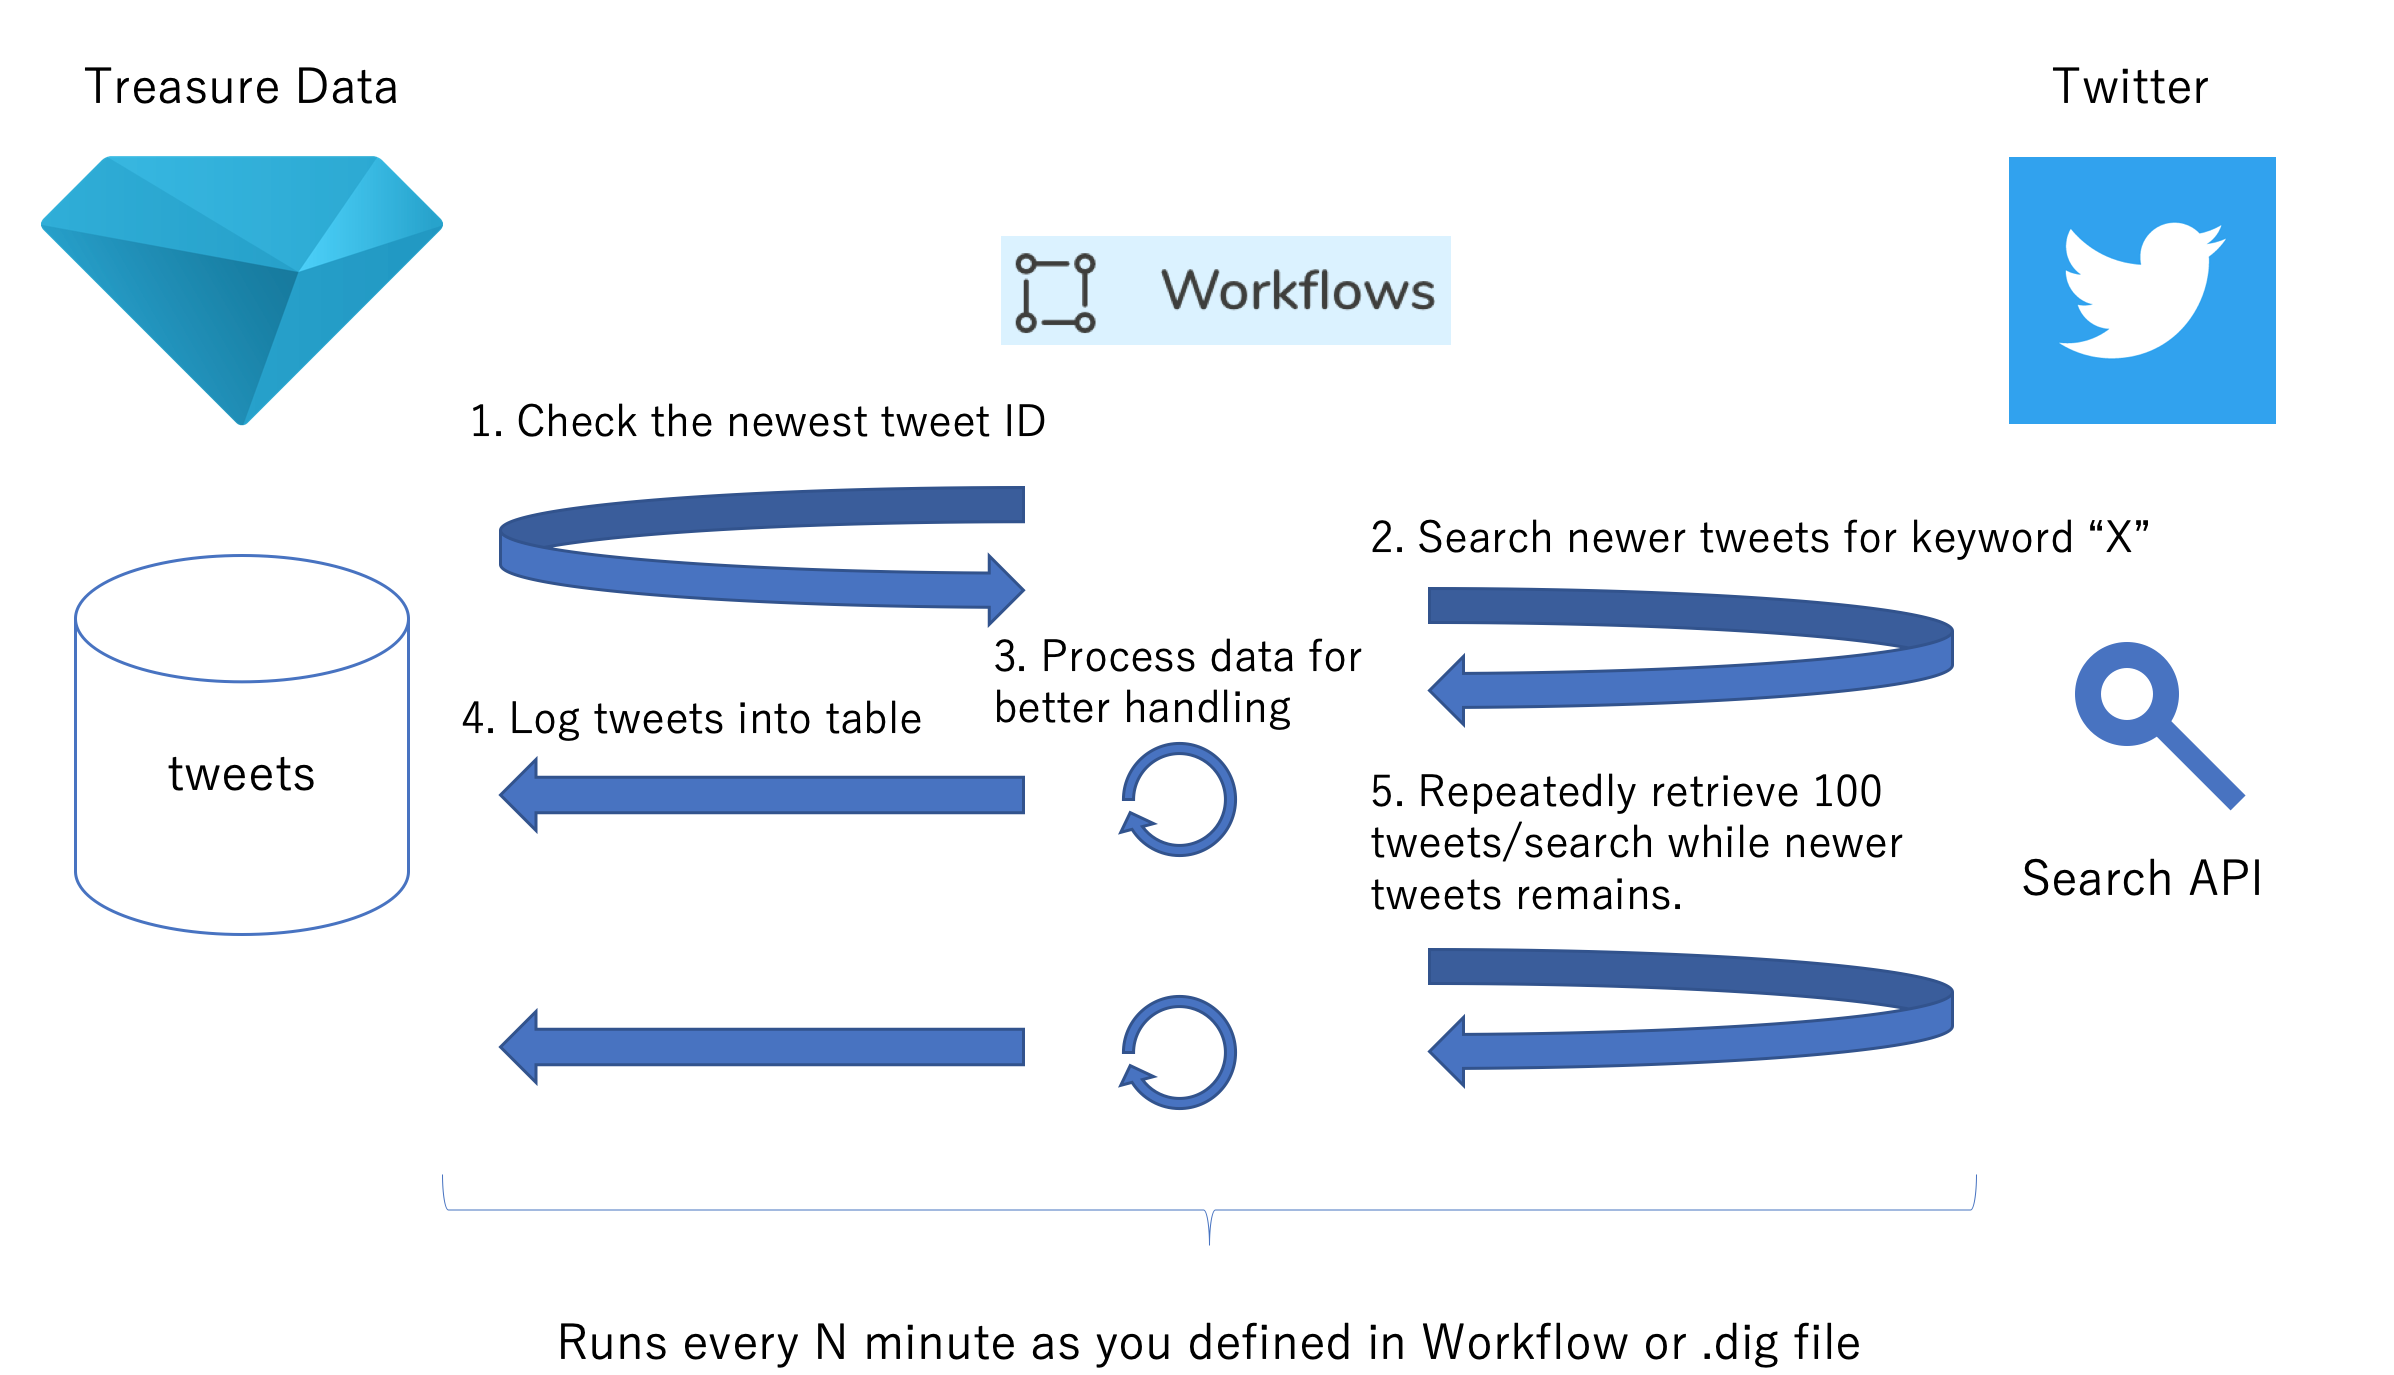 Treasure Data
Twitter
Workflows
1. Check the newest tweet ID
2. Search newer tweets for keyword “X”
3. Process data for
better handling
4. Log tweets into table
tweets
5. Repeatedly retrieve 100
tweets/search while newer
tweets remains.
Search API
Runs every N minute as you defined in Workflow or .dig file